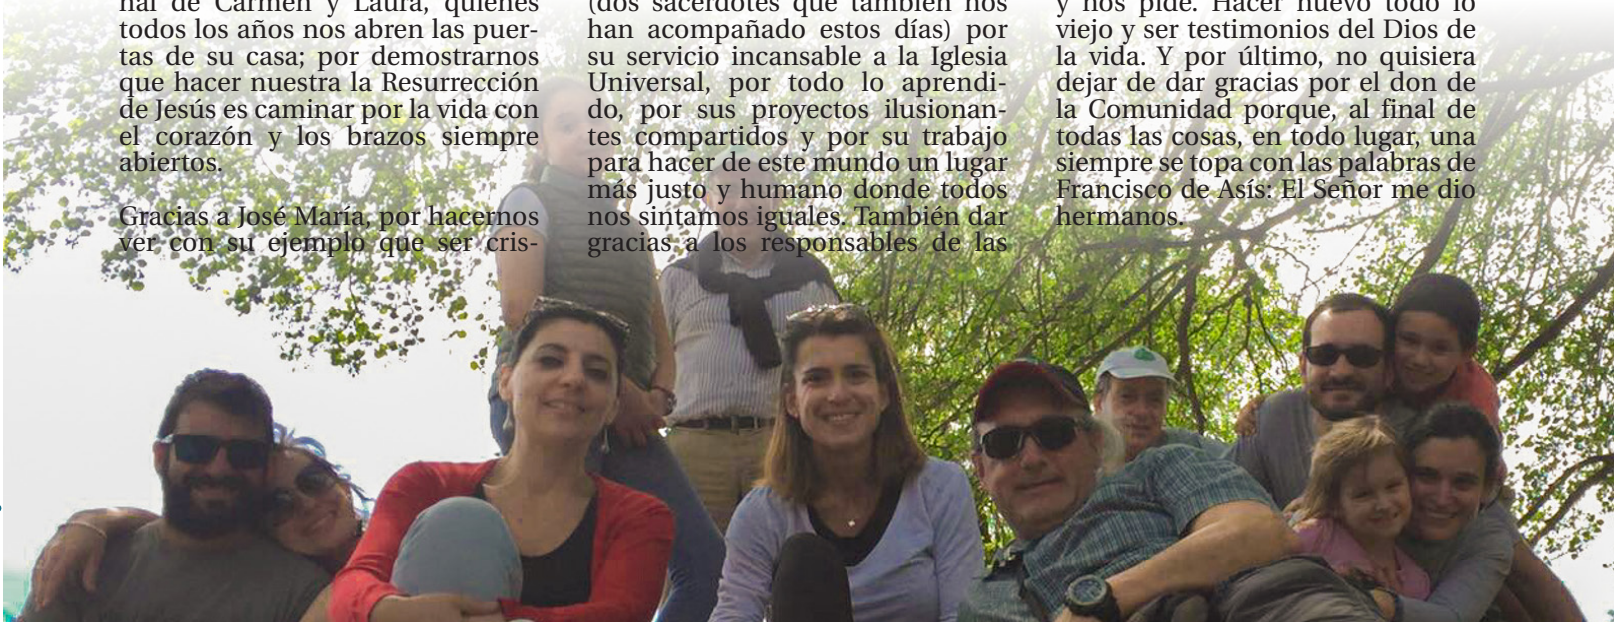 nal de Carmen y Laura, quienes
todos los años nos abren las puer-
tas de su casa; por demostrarnos
que hacer nuestra la Resurrección
de Jesús es caminar por la vida con
el corazón y los brazos siempre
abiertos.
Gracias a José María, por hacernos
ver con su ejemplo que ser cris-
(dos sacerdotes que también nos
han acompañado estos días) por
su servicio incansable a la Iglesia
Universal, por todo lo aprendi-
do, por sus proyectos ilusionan-
tes compartidos y por su trabajo
para hacer de este mundo un lugar
más justo y humano donde todos
nos sintamos iguales. También dar
gracias a los responsables de las
y nos pide. Hacer nuevo todo lo
viejo y ser testimonios del Dios de
la vida. Y por último, no quisiera
dejar de dar gracias por el don de
la Comunidad porque, al final de
todas las cosas, en todo lugar, una
siempre se topa con las palabras de
Francisco de Asís: El Señor me dio
hermanos.